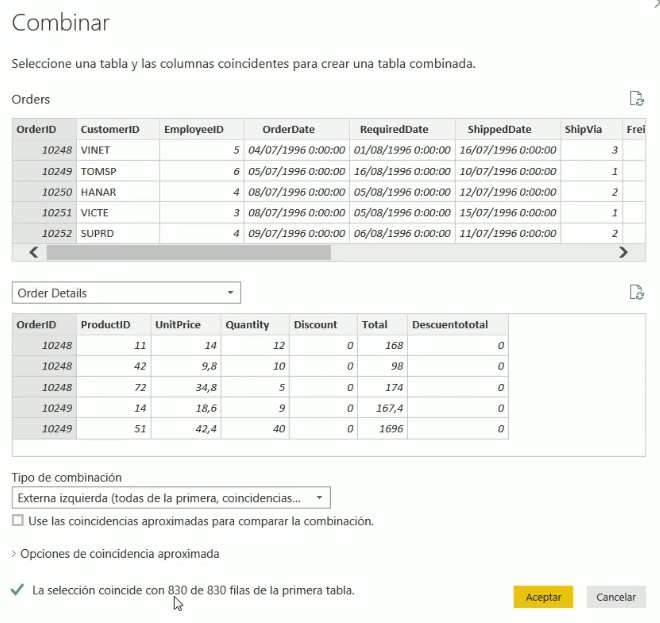 Combinar
Seleccione una tabla y las columnas coincidentes para crear una tabla combinada.
Orders
OrderID CustomerID EmployeeID OrderDate RequiredDate ShippedDate ShipVia Frei
10248 VINET 5 04/07/1996 0:00:00 01/08/1996 0:00:00 16/07/1996 0:00:00 3
10249 TOMSP 6 05/07/1996 0:00:00 16/08/1996 0:00:00 10/07/1996 0:00:00 1
10250 HANAR 4 08/07/1996 0:00:00 05/08/1996 0:00:00 12/07/1996 0:00:00 2
10251 VICTE 3 08/07/1996 0:00:00 05/08/1996 0:00:00 15/07/1996 0:00:00 1
10252 SUPRD 4 09/07/1996 0:00:00 06/08/1996 0:00:00 11/07/1996 0:00:00 2
Order Details
OrderID ProductID UnitPrice Quantity Discount Total Descuentototal
10248 11 14 12 0 168 0
10248 42 9,8 10 0 98 0
10248 72 34,8 5 0 174 0
10249 14 18,6 9 0 167,4 0
10249 51 42,4 40 0 1696 0
Tipo de combinación
Externa izquierda (todas de la primera, coincidencias...
Use las coincidencias aproximadas para comparar la combinación.
Opciones de coincidencia aproximada
La selección coincide con 830 de 830 filas de la primera tabla.
Aceptar Cancelar